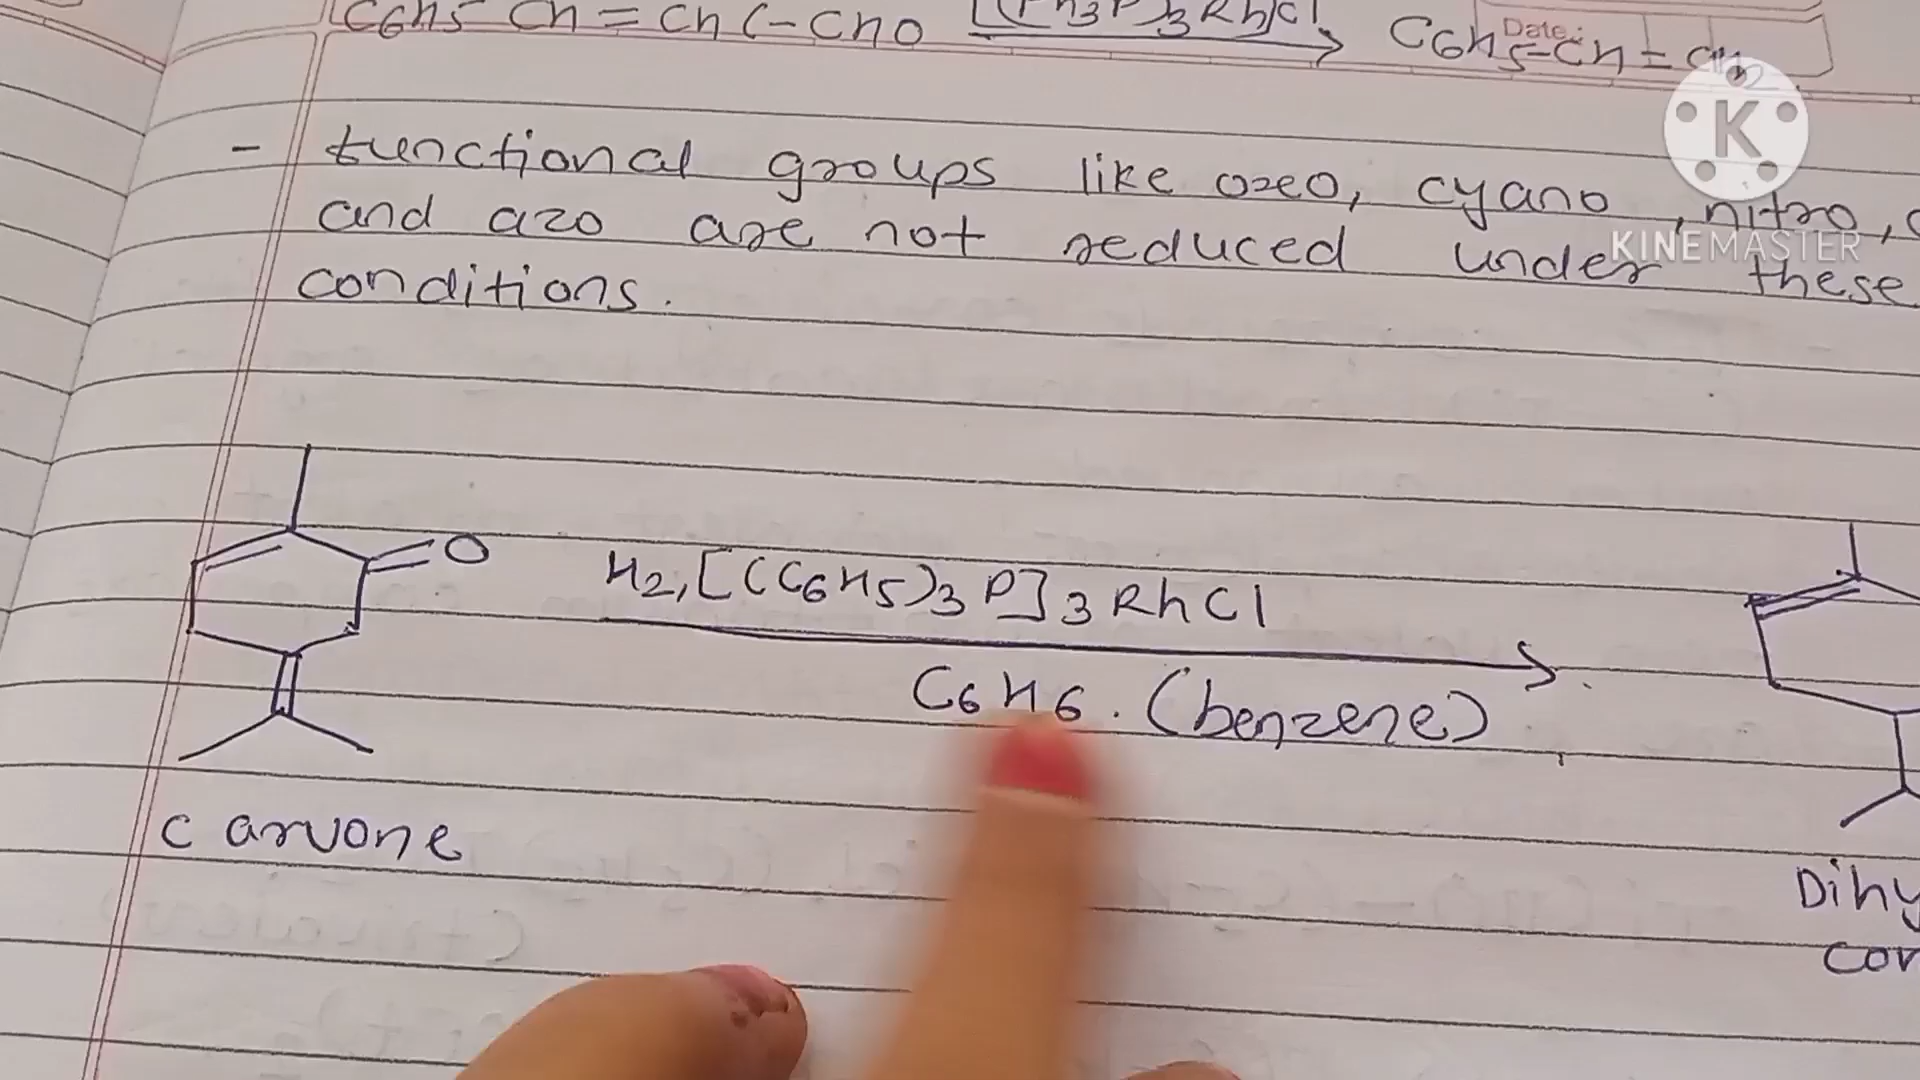 C6H5-CH=CH(-CHO [(Ph3P)3RhCl C6H5-CH=CH2
Date
K
KINEMASTER
- functional groups like oxo, cyano, nitro,
and azo are not reduced under these
conditions.
O
H2,[(C6H5)3P]3RhCl
C6H6. (benzene)
carvone
Dihy